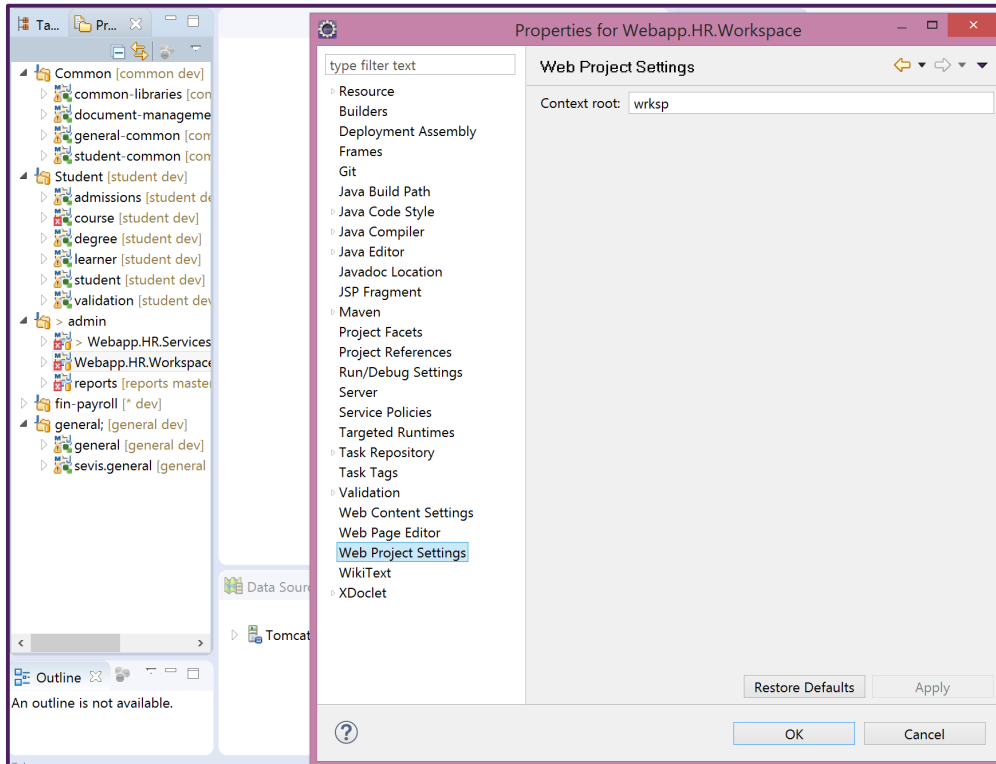 Ta...
Pr...
Common [common dev]
common-libraries [con
document-manageme
general-common [com
student-common [co
Student [student dev]
admissions [student de
course [student dev]
degree [student dev]
learner [student dev]
student [student dev]
validation [student dev
> admin
> Webapp.HR.Services
Webapp.HR.Workspace
reports [reports master
fin-payroll [* dev]
general; [general dev]
general [general dev]
sevis.general [general
Outline
An outline is not available.
Data Sour
Tomcat
Properties for Webapp.HR.Workspace
type filter text
Resource
Builders
Deployment Assembly
Frames
Git
Java Build Path
Java Code Style
Java Compiler
Java Editor
Javadoc Location
JSP Fragment
Maven
Project Facets
Project References
Run/Debug Settings
Server
Service Policies
Targeted Runtimes
Task Repository
Task Tags
Validation
Web Content Settings
Web Page Editor
Web Project Settings
WikiText
XDoclet
Web Project Settings
Context root: wrksp
Restore Defaults
Apply
OK
Cancel